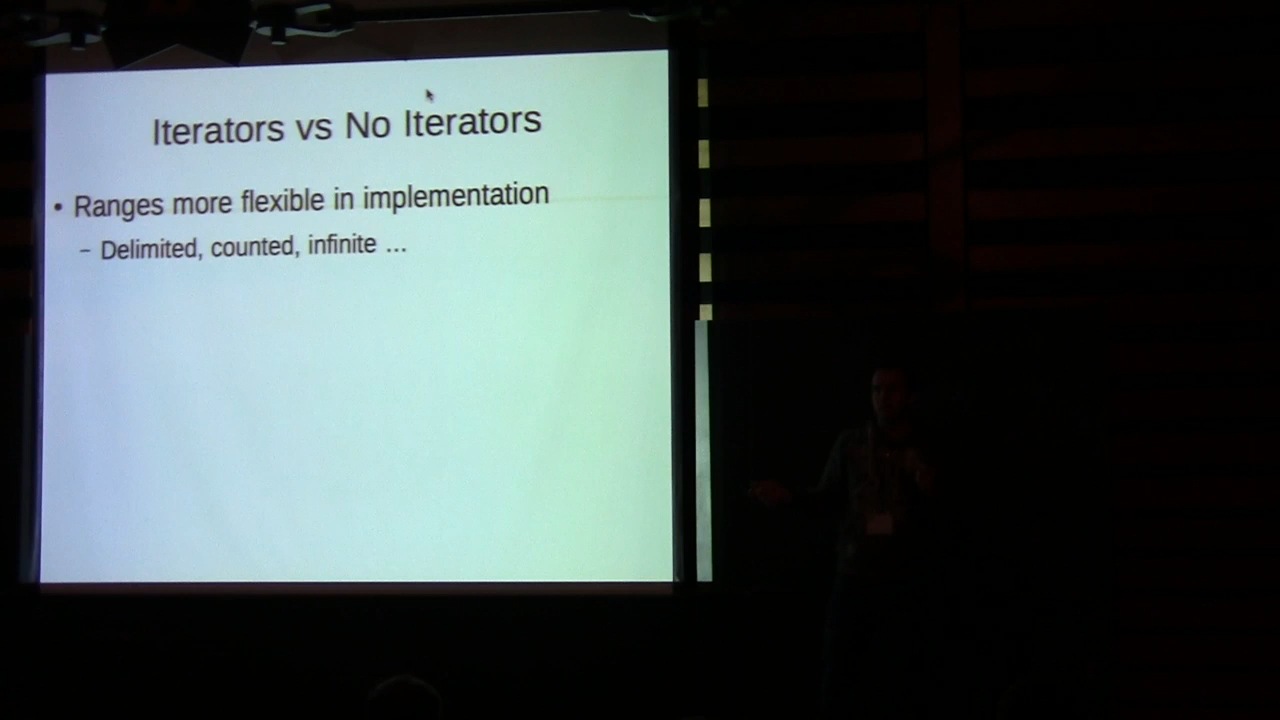 Iterators vs No Iterators
• Ranges more flexible in implementation
– Delimited, counted, infinite ...